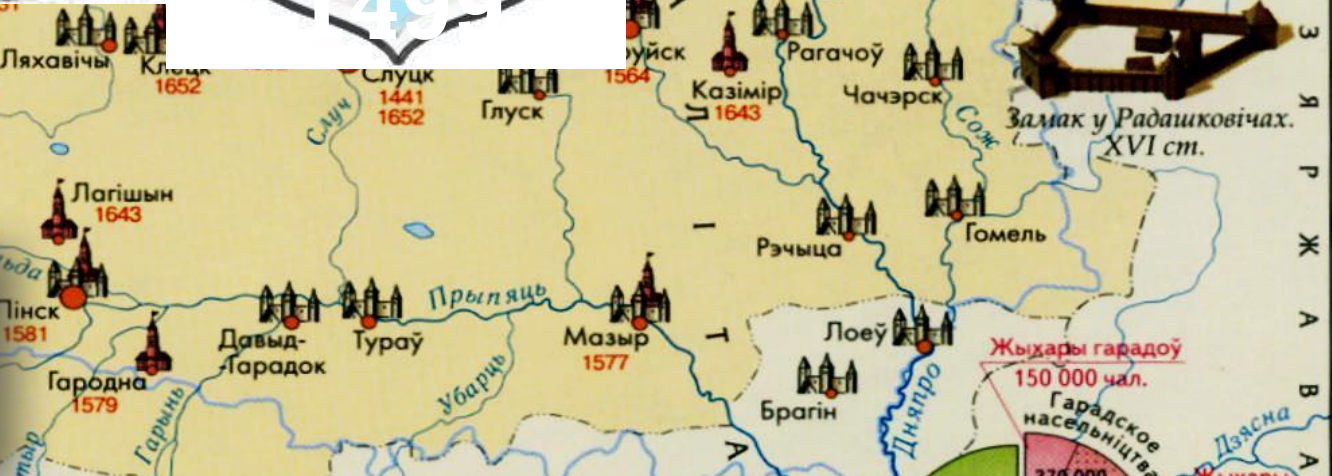 1499
Ляхавічы
Клецк
1652
Слуцк
1441
1652
Глуск
1564
Казімір
1643
Рагачоў
Чачэрск
Сож
Замак у Радашковічах.
XVI ст.
Случ
Лагішын
1643
Рэчыца
Гомель
Пінск
1581
Гародна
1579
Давыд-
-Гарадок
Тураў
Прыпяць
Мазыр
1577
Лоеў
Брагін
Убарць
Гарынь
Дняпро
Жыхары гарадоў
150 000 чал.
Гарадское
насельніцтва
Дзясна
Л
І
Т
А
З
Я
Р
Ж
А
В
А